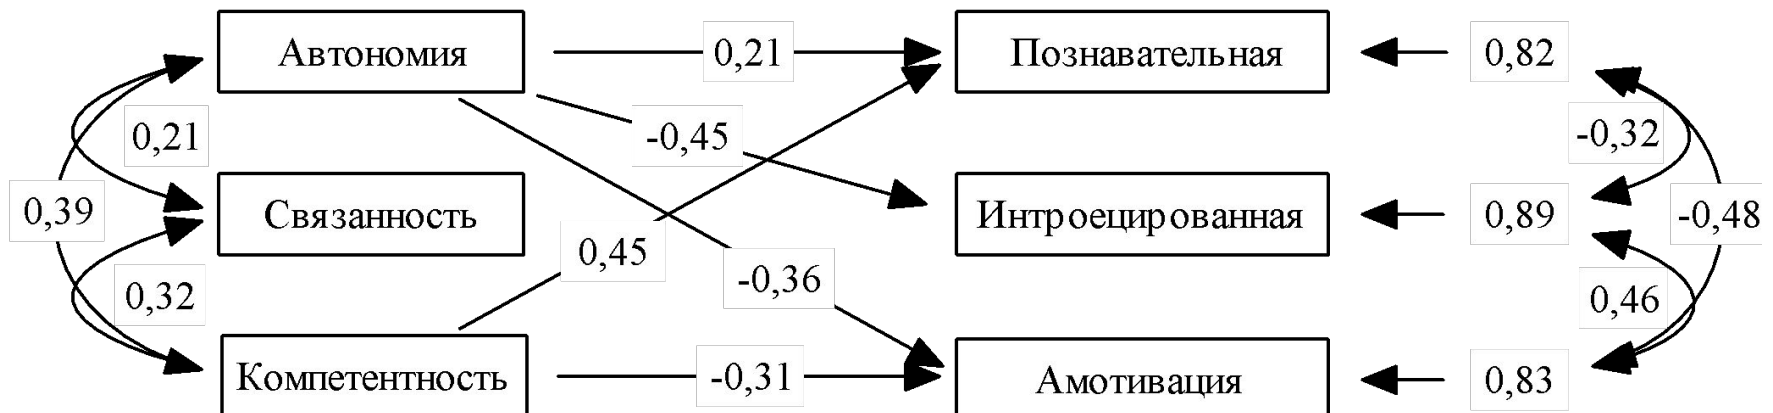 Автономия
0,21
Познавательная
0,82
0,21
-0,45
-0,32
0,39
Связанность
Интроецированная
0,89
-0,48
0,45
0,32
-0,36
0,46
Компетентность
-0,31
Амотивация
0,83